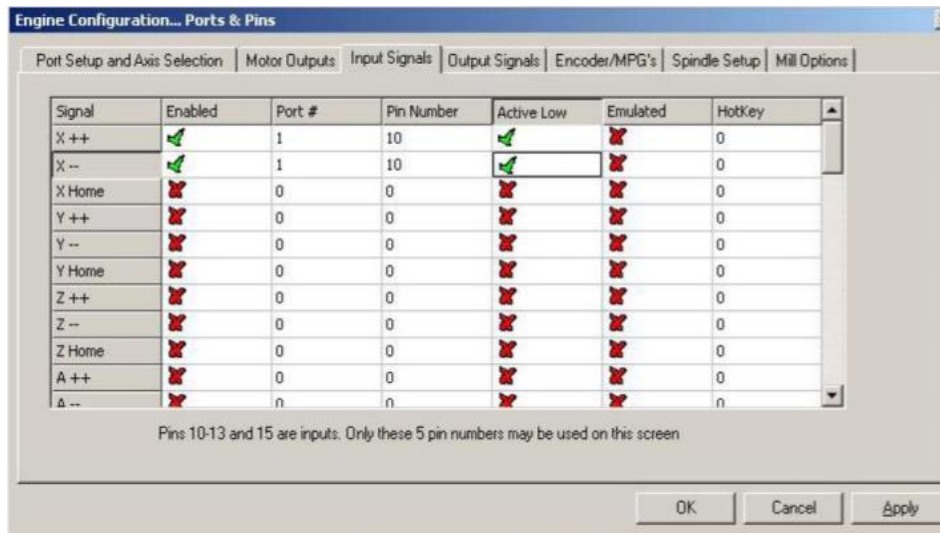 Engine Configuration... Ports & Pins
Port Setup and Axis Selection Motor Outputs Input Signals Output Signals Encoder/MPG's Spindle Setup Mill Options
Signal Enabled Port # Pin Number Active Low Emulated HotKey
X ++ 1 10 0
X -- 1 10 0
X Home 0 0 0
Y ++ 0 0 0
Y -- 0 0 0
Y Home 0 0 0
Z ++ 0 0 0
Z -- 0 0 0
Z Home 0 0 0
A ++ 0 0 0
A -- 0 0 0
Pins 10-13 and 15 are inputs. Only these 5 pin numbers may be used on this screen
OK Cancel Apply